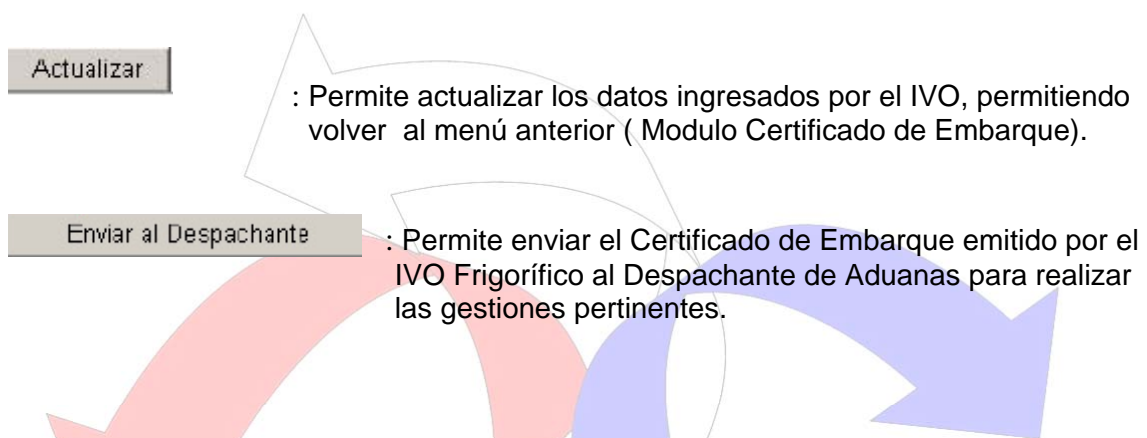 Actualizar
: Permite actualizar los datos ingresados por el IVO, permitiendo
volver al menú anterior ( Modulo Certificado de Embarque).
Enviar al Despachante
: Permite enviar el Certificado de Embarque emitido por el
IVO Frigorífico al Despachante de Aduanas para realizar
las gestiones pertinentes.